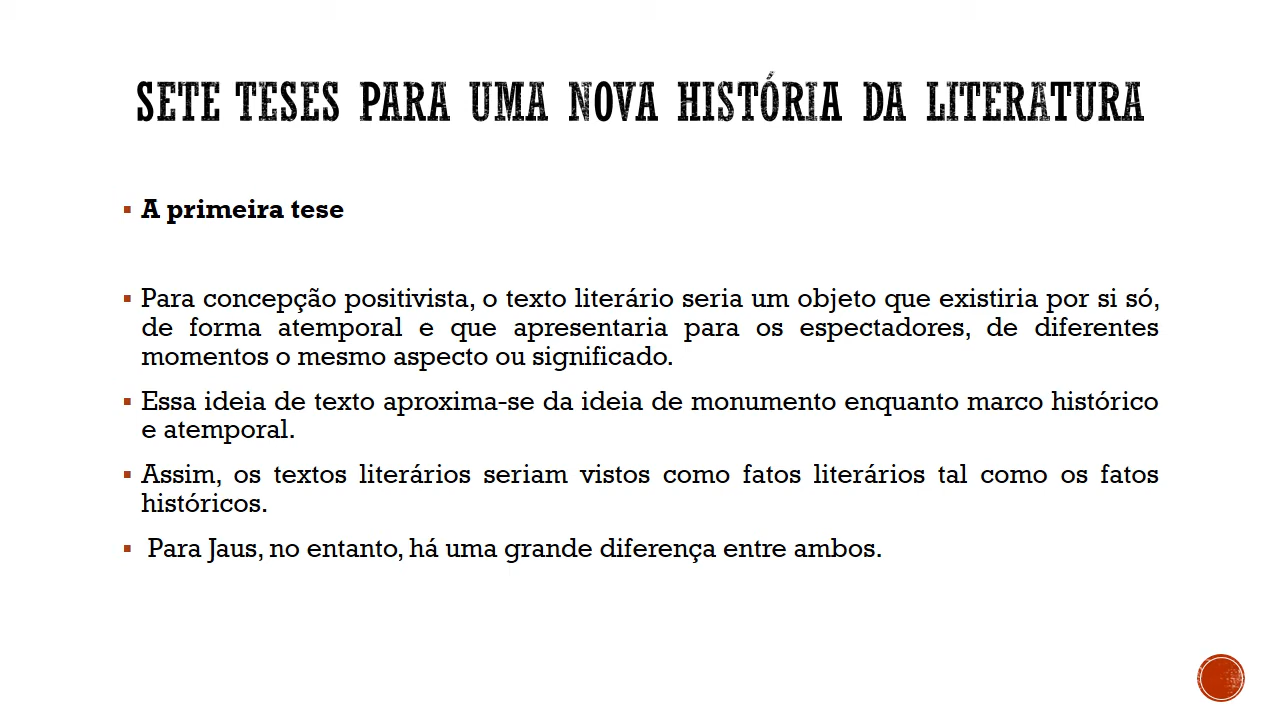 SETE TESES PARA UMA NOVA HISTÓRIA DA LITERATURA
▪ A primeira tese
▪ Para concepção positivista, o texto literário seria um objeto que existiria por si só,
de forma atemporal e que apresentaria para os espectadores, de diferentes
momentos o mesmo aspecto ou significado.
▪ Essa ideia de texto aproxima-se da ideia de monumento enquanto marco histórico
e atemporal.
▪ Assim, os textos literários seriam vistos como fatos literários tal como os fatos
históricos.
▪ Para Jaus, no entanto, há uma grande diferença entre ambos.